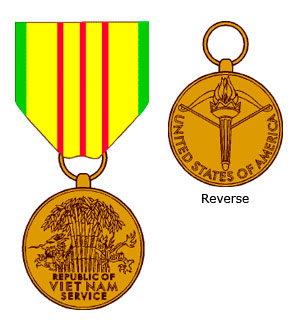 REPUBLIC OF
VIET NAM
SERVICE
UNITED STATES OF AMERICA
Reverse